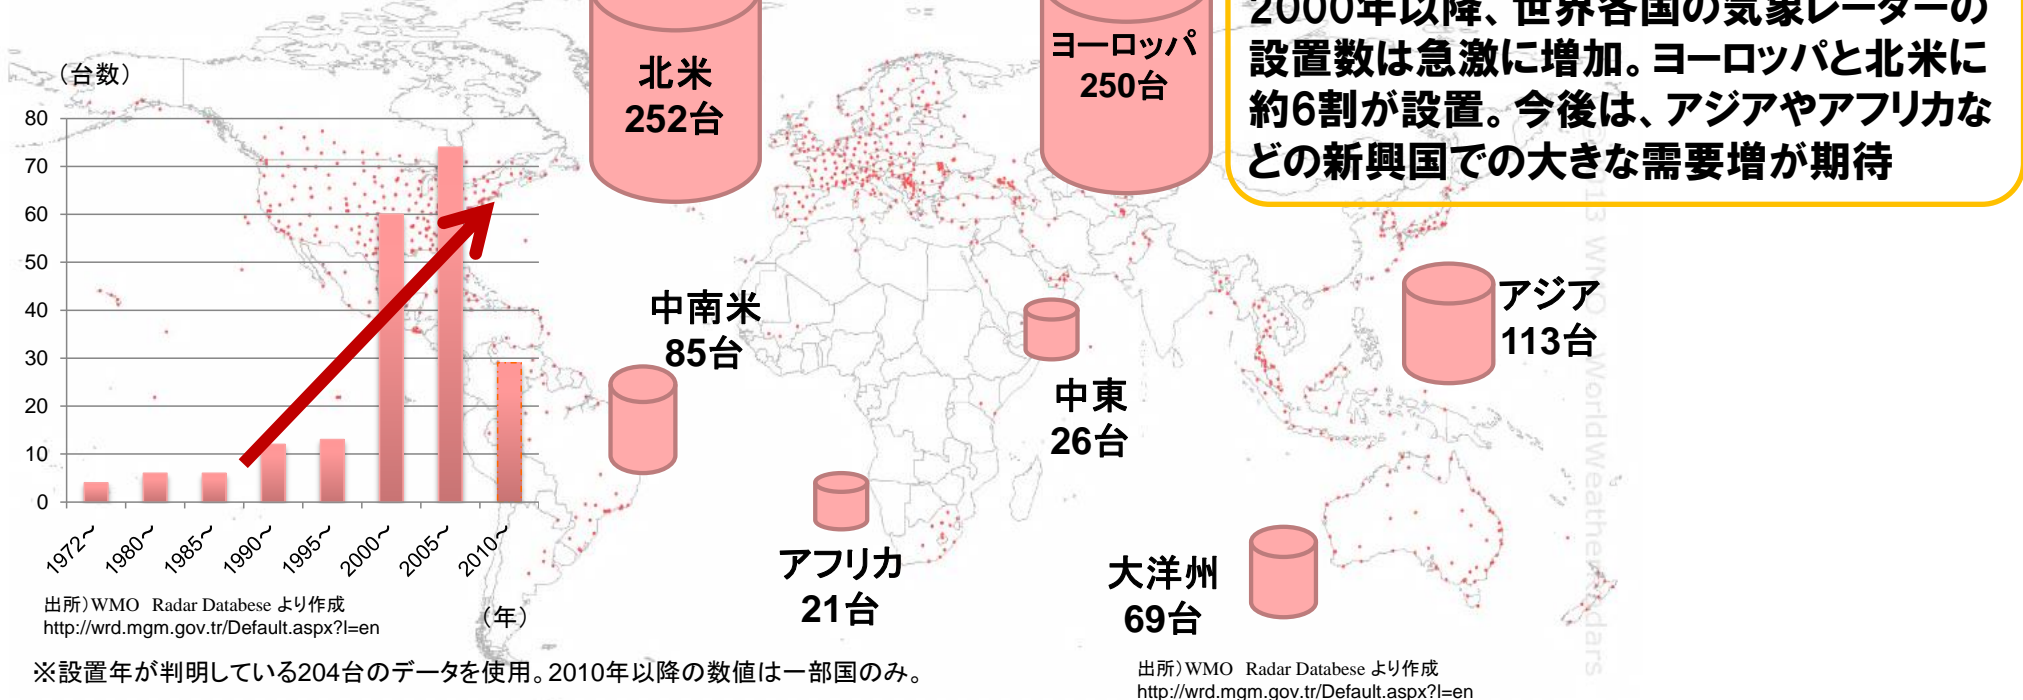 2000年以降、世界各国の気象レーターの
設置数は急激に増加。ヨーロッパと北米に
約6割が設置。今後は、アジアやアフリカな
どの新興国での大きな需要増が期待
北米
252台
ヨーロッパ
250台
（台数）
80
70
60
50
40
30
20
10
0
1972～
1980～
1985～
1990～
1995～
2000～
2005～
2010～
（年）
中南米
85台
アジア
113台
中東
26台
アフリカ
21台
大洋州
69台
出所）WMO Radar Databese より作成
http://wrd.mgm.gov.tr/Default.aspx?l=en
※設置年が判明している204台のデータを使用。2010年以降の数値は一部国のみ。
出所）WMO Radar Databese より作成
http://wrd.mgm.gov.tr/Default.aspx?l=en